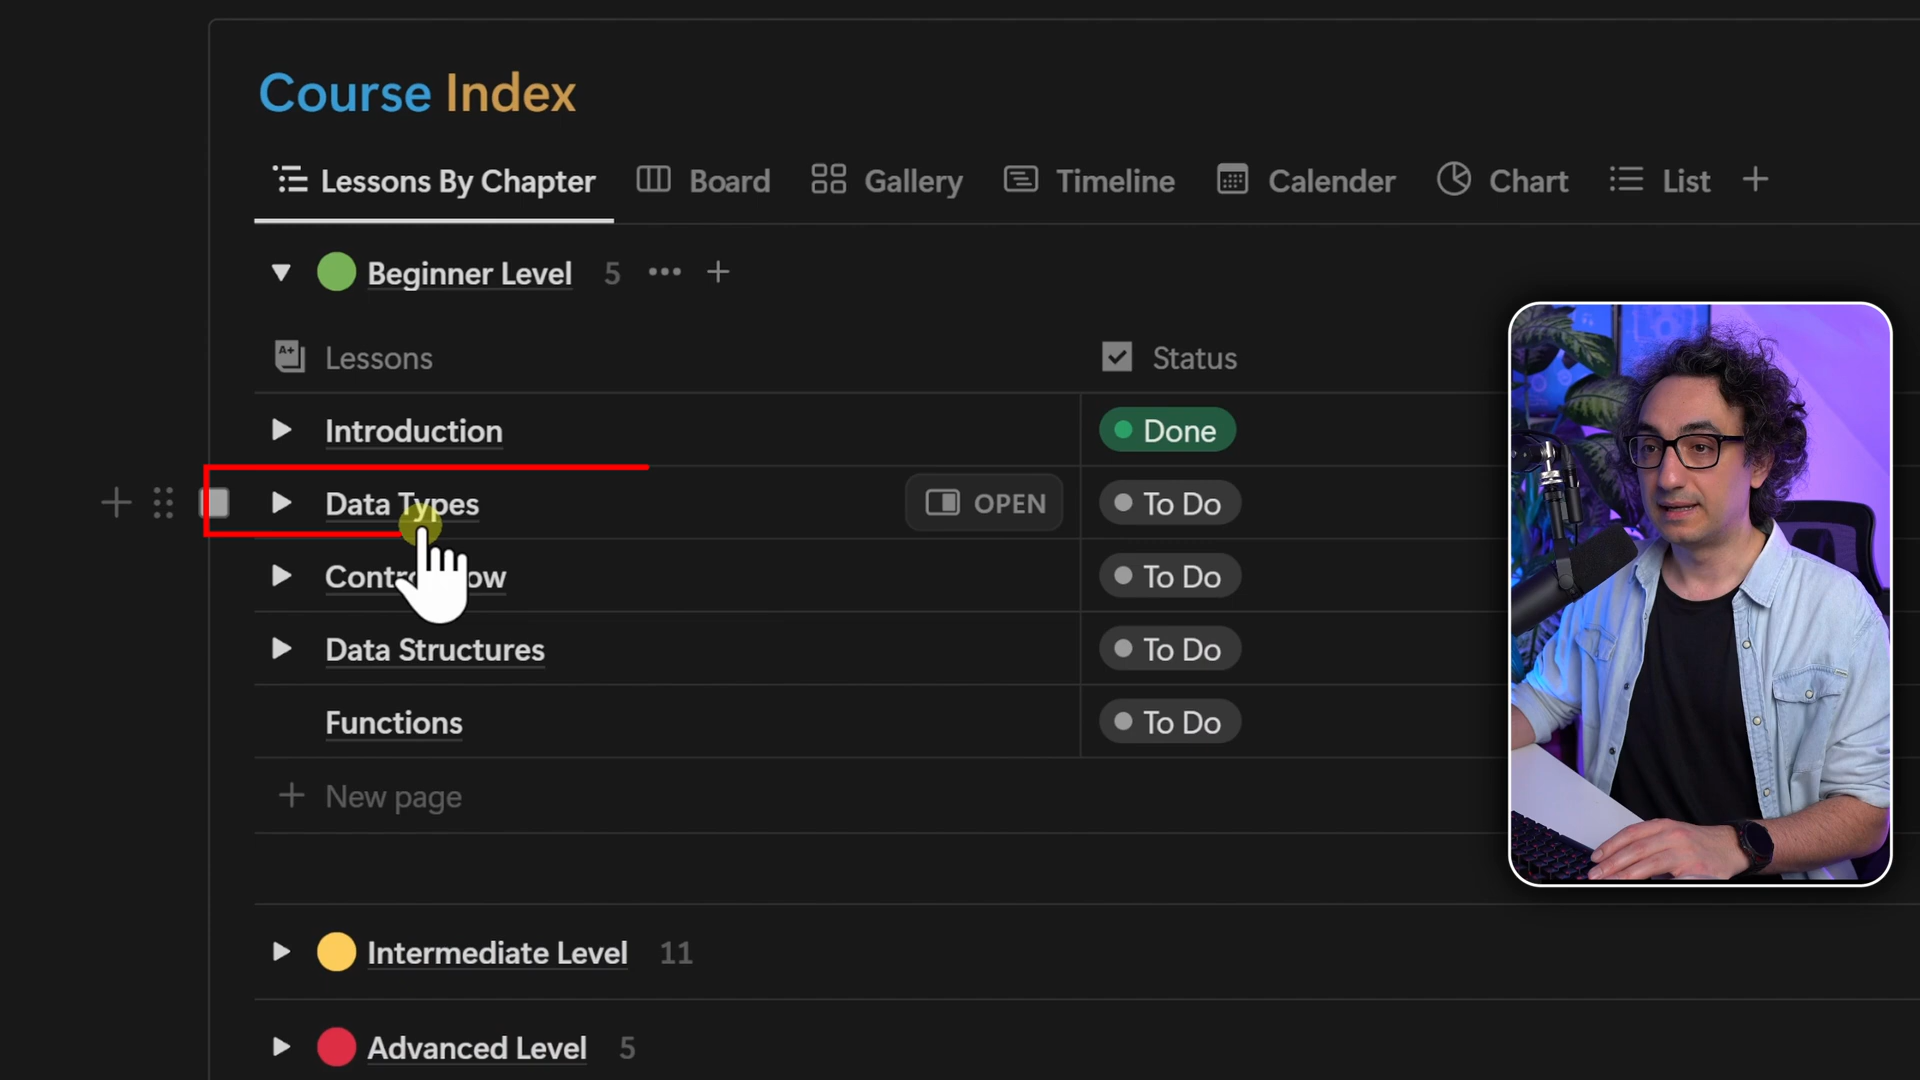 Course Index
Lessons By Chapter Board Gallery Timeline Calender Chart List
Beginner Level 5
Lessons Status
Introduction Done
Data Types OPEN To Do
To Do
Data Structures To Do
Functions To Do
New page
Intermediate Level 11
Advanced Level 5